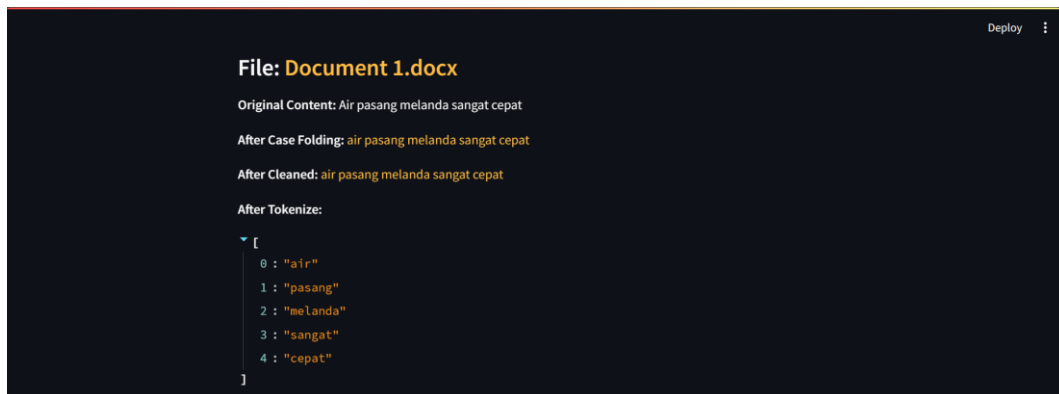 Deploy
File: Document 1.docx
Original Content: Air pasang melanda sangat cepat
After Case Folding: air pasang melanda sangat cepat
After Cleaned: air pasang melanda sangat cepat
After Tokenize:
[
0 : "air"
1 : "pasang"
2 : "melanda"
3 : "sangat"
4 : "cepat"
]